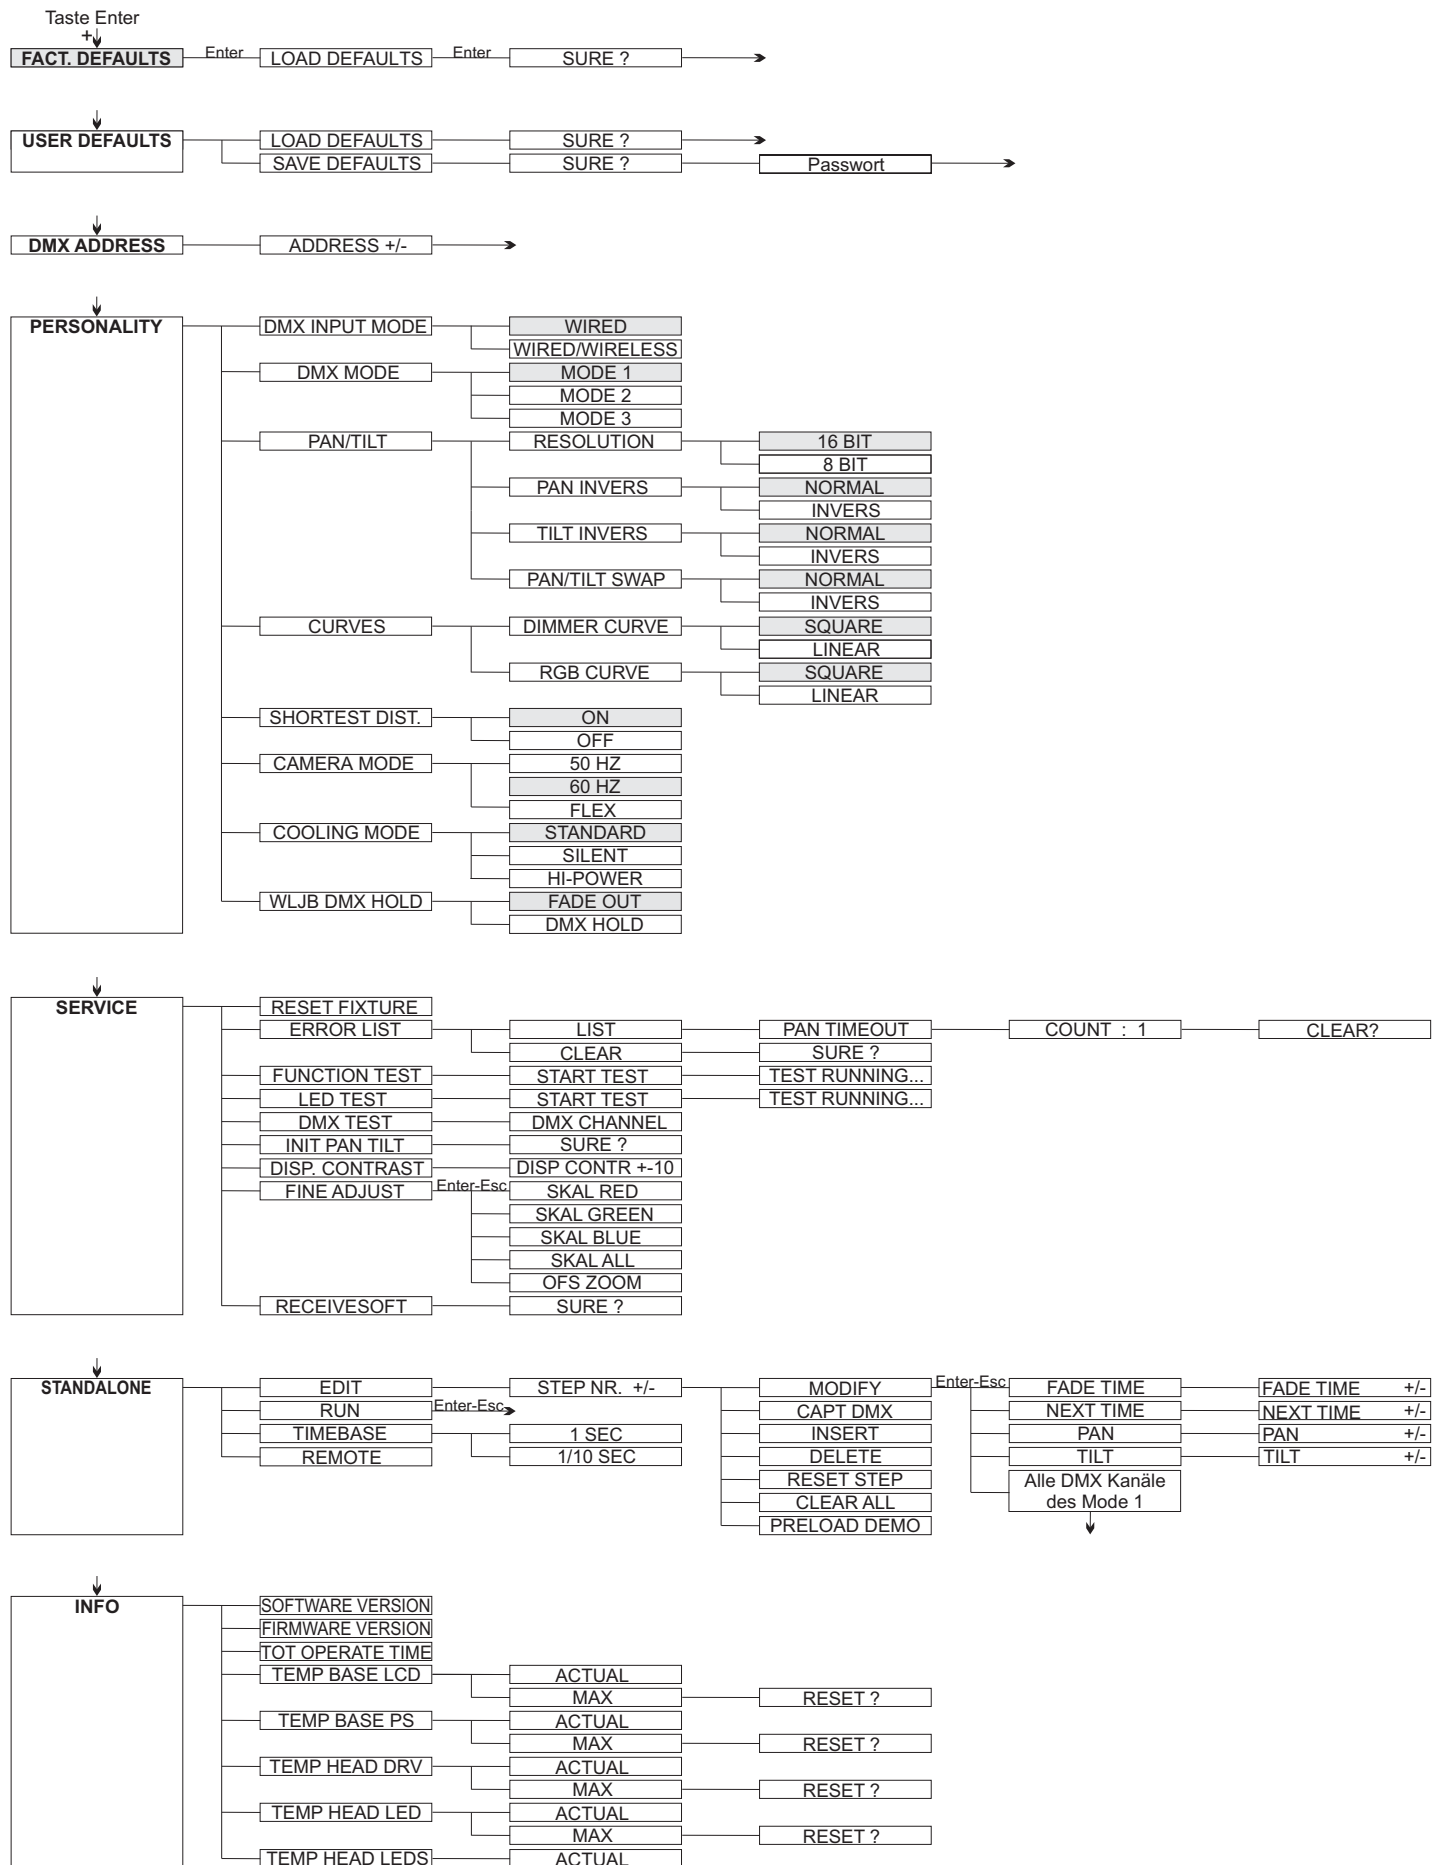 Taste Enter
+
FACT. DEFAULTS Enter LOAD DEFAULTS Enter SURE ?
USER DEFAULTS LOAD DEFAULTS SURE ?
SAVE DEFAULTS SURE ? Passwort
DMX ADDRESS ADDRESS +/-
PERSONALITY DMX INPUT MODE WIRED
WIRED/WIRELESS
DMX MODE MODE 1
MODE 2
MODE 3
PAN/TILT RESOLUTION 16 BIT
8 BIT
PAN INVERS NORMAL
INVERS
TILT INVERS NORMAL
INVERS
PAN/TILT SWAP NORMAL
INVERS
CURVES DIMMER CURVE SQUARE
LINEAR
RGB CURVE SQUARE
LINEAR
SHORTEST DIST. ON
OFF
CAMERA MODE 50 HZ
60 HZ
FLEX
COOLING MODE STANDARD
SILENT
HI-POWER
WLJB DMX HOLD FADE OUT
DMX HOLD
SERVICE RESET FIXTURE
ERROR LIST LIST PAN TIMEOUT COUNT : 1 CLEAR?
CLEAR SURE ?
FUNCTION TEST START TEST TEST RUNNING...
LED TEST START TEST TEST RUNNING...
DMX TEST DMX CHANNEL
INIT PAN TILT SURE ?
DISP. CONTRAST DISP CONTR +-10
FINE ADJUST Enter-Esc SKAL RED
SKAL GREEN
SKAL BLUE
SKAL ALL
OFS ZOOM
RECEIVESOFT SURE ?
STANDALONE EDIT STEP NR. +/- MODIFY Enter-Esc FADE TIME FADE TIME +/-
RUN Enter-Esc CAPT DMX NEXT TIME NEXT TIME +/-
TIMEBASE 1 SEC INSERT PAN PAN +/-
REMOTE 1/10 SEC DELETE TILT TILT +/-
RESET STEP Alle DMX Kanäle
CLEAR ALL des Mode 1
PRELOAD DEMO
INFO SOFTWARE VERSION
FIRMWARE VERSION
TOT OPERATE TIME
TEMP BASE LCD ACTUAL
MAX RESET ?
TEMP BASE PS ACTUAL
MAX RESET ?
TEMP HEAD DRV ACTUAL
MAX RESET ?
TEMP HEAD LED ACTUAL
MAX RESET ?
TEMP HEAD LEDS ACTUAL